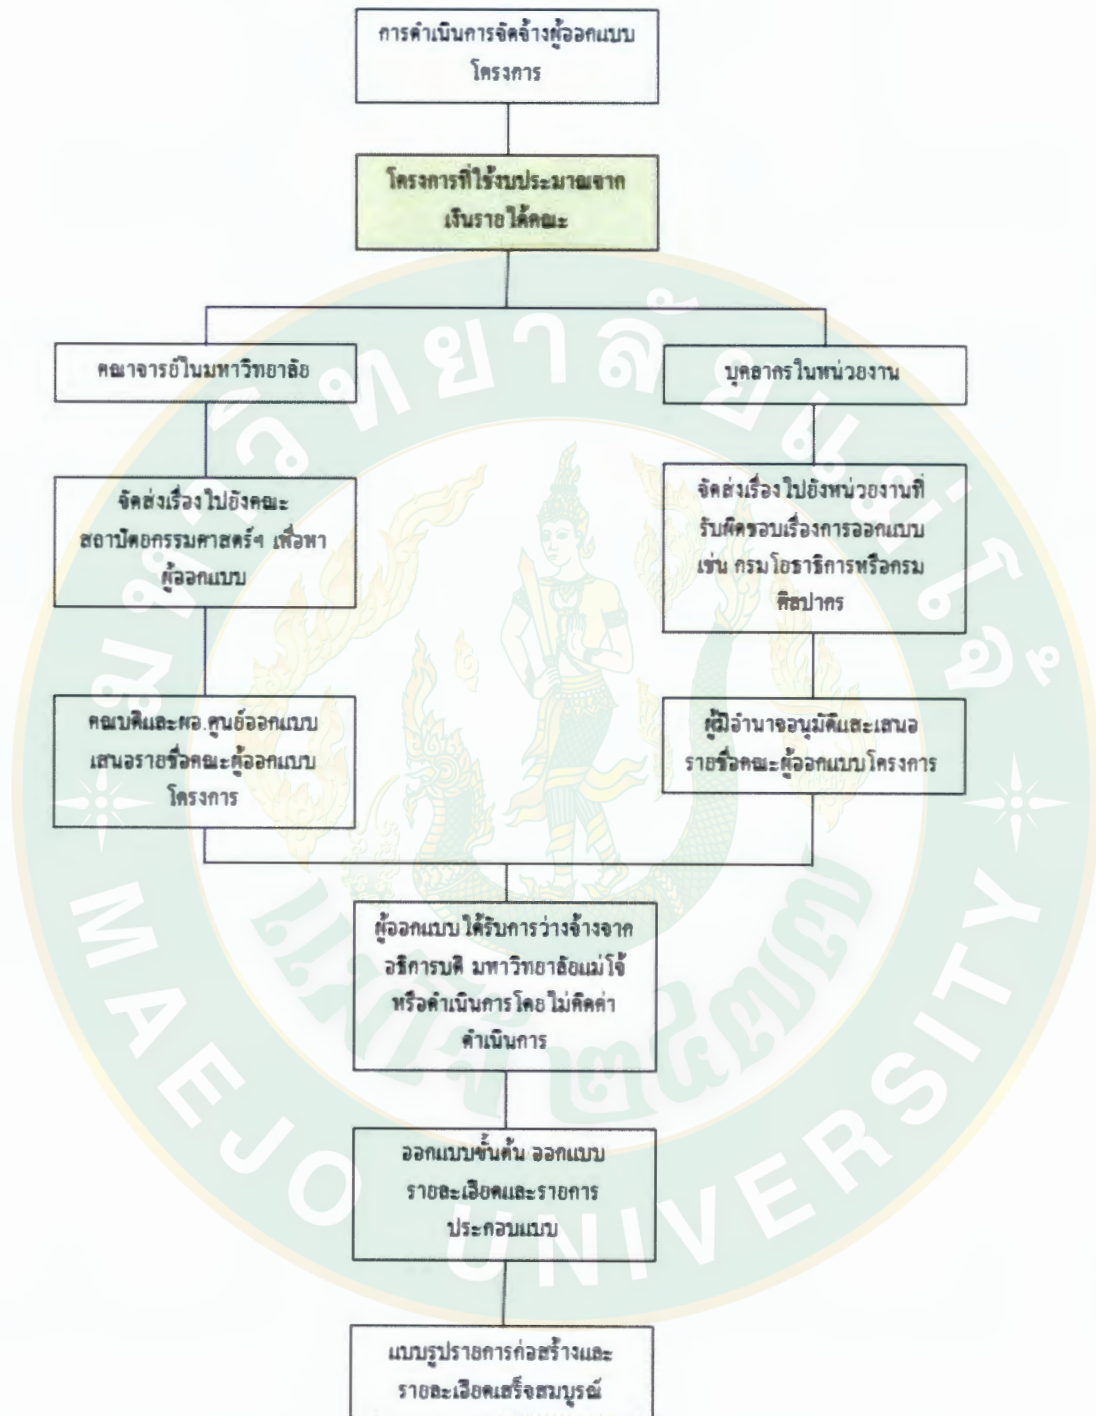 การดำเนินการจัดจ้างผู้ออกแบบ
โครงการ
โครงการที่ใช้งบประมาณจาก
เงินรายได้คณะ
คณาจารย์ในมหาวิทยาลัย
บุคลากรในหน่วยงาน
จัดส่งเรื่องไปยังคณะ
สถาปัตยกรรมศาสตร์ฯ เพื่อหา
ผู้ออกแบบ
จัดส่งเรื่องไปยังหน่วยงานที่
รับผิดชอบเรื่องการออกแบบ
เช่น กรมโยธาธิการหรือกรม
ศิลปากร
คณบดีและผอ.ศูนย์ออกแบบ
เสนอรายชื่อคณะผู้ออกแบบ
โครงการ
ผู้มีอำนาจอนุมัติและเสนอ
รายชื่อคณะผู้ออกแบบโครงการ
ผู้ออกแบบได้รับการว่างจ้างจาก
อธิการบดี มหาวิทยาลัยแม่โจ้
หรือดำเนินการโดยไม่คิดค่า
ดำเนินการ
ออกแบบขั้นต้น ออกแบบ
รายละเอียดและรายการ
ประกอบแบบ
แบบรูปรายการก่อสร้างและ
รายละเอียดเสร็จสมบูรณ์
มหาวิทยาลัยแม่โจ้
แม่โจ้ ๒๔๗๗
MAEJO UNIVERSITY